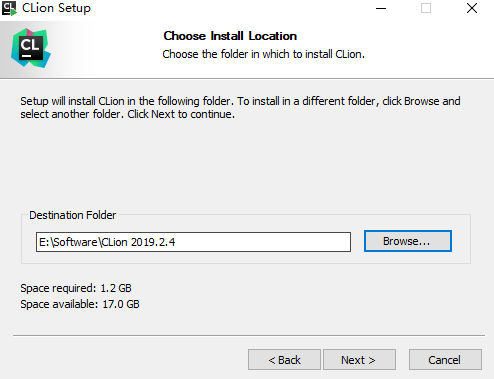 CL
CLion Setup
CL
Choose Install Location
Choose the folder in which to install CLion.
Setup will install CLion in the following folder. To install in a different folder, click Browse and
select another folder. Click Next to continue.
Destination Folder
E:\Software\CLion 2019.2.4
Browse...
Space required: 1.2 GB
Space available: 17.0 GB
< Back
Next >
Cancel